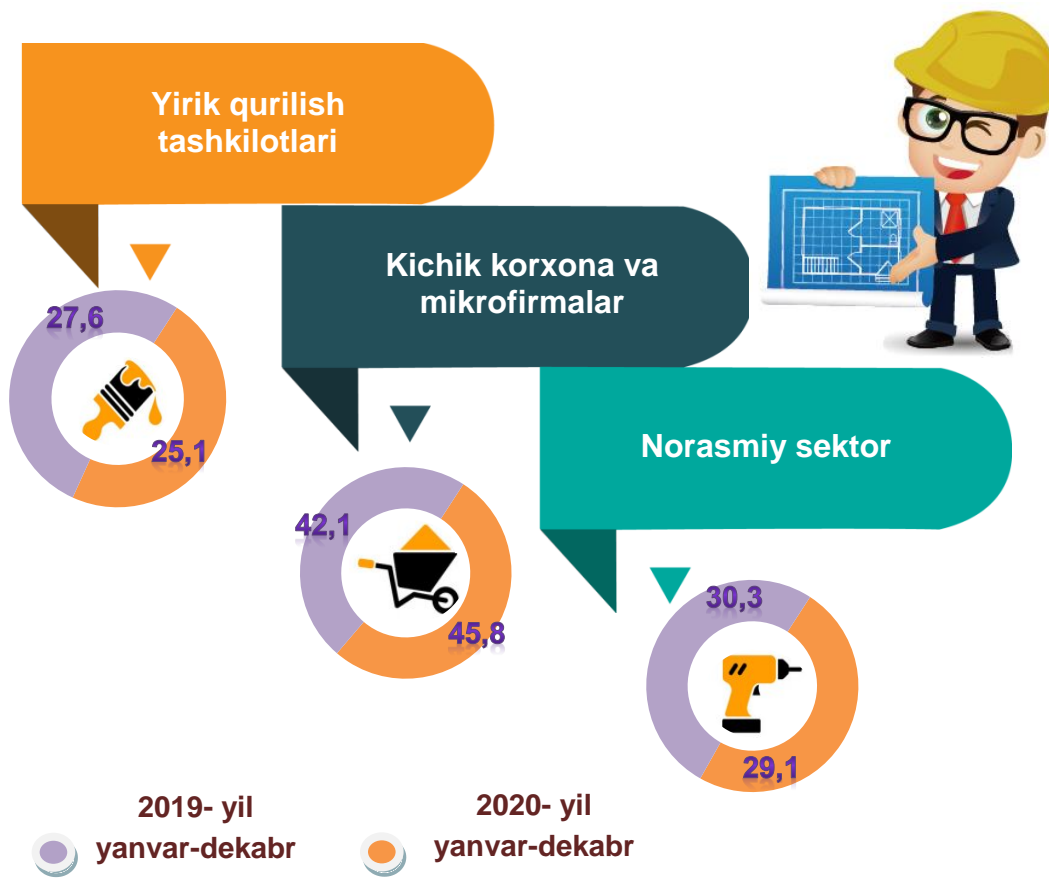 Yirik qurilish
tashkilotlari
Kichik korxona va
mikrofirmalar
27,6
25,1
Norasmiy sektor
42,1
45,8
30,3
29,1
2019- yil
yanvar-dekabr
2020- yil
yanvar-dekabr